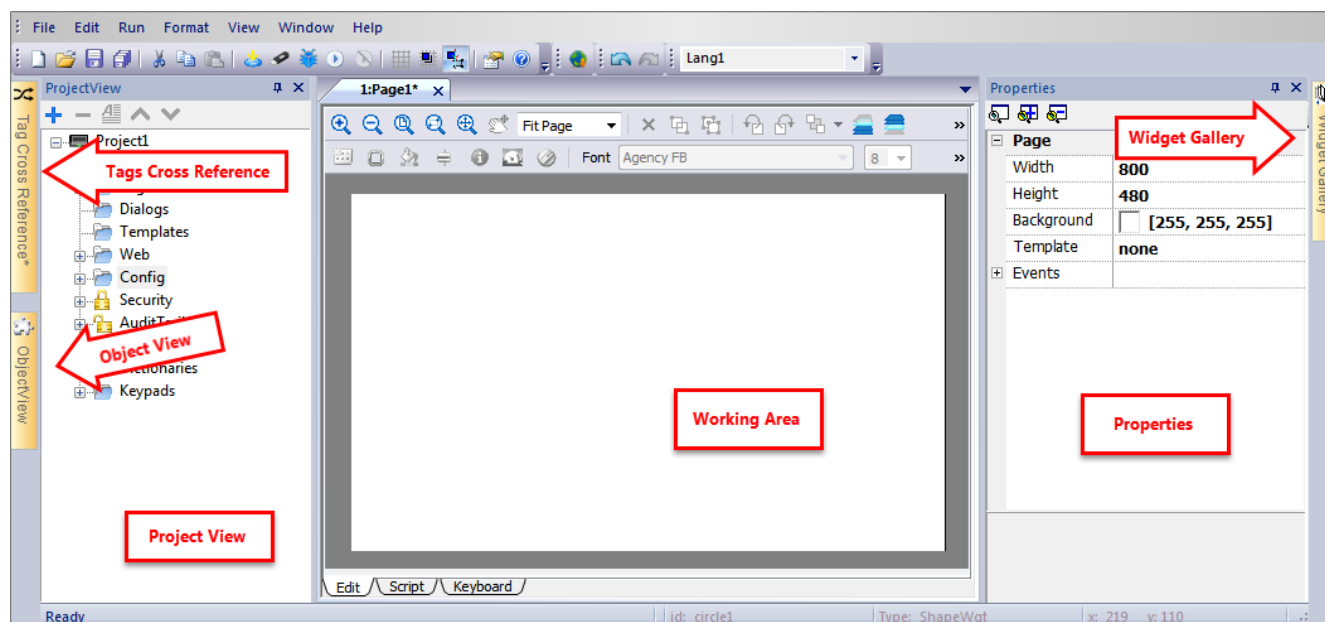 File Edit Run Format View Window Help
Lang1
ProjectView
1:Page1*
Properties
Tag Cross Reference*
ObjectView
Widget Gallery
Project1
Tags Cross Reference
Dialogs
Templates
Web
Config
Security
Object View
Keypads
Project View
Fit Page
Font Agency FB 8
Working Area
Edit Script Keyboard
Page
Widget Gallery
Width 800
Height 480
Background [255, 255, 255]
Template none
Events
Properties
Ready id: circle1 Type: ShapeWgt x: 219 y: 110